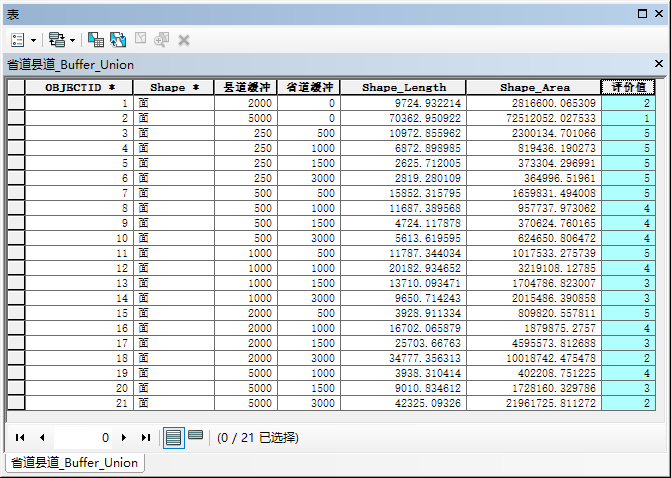 表
省道县道_Buffer_Union
OBJECTID * Shape * 县道缓冲 省道缓冲 Shape_Length Shape_Area 评价值
1 面 2000 0 9724.932214 2816600.065309 2
2 面 5000 0 70362.950922 72512052.027533 1
3 面 250 500 10972.855962 2300134.701066 5
4 面 250 1000 6872.898985 819436.190273 5
5 面 250 1500 2625.712005 373304.296991 5
6 面 250 3000 2819.280109 364996.51961 5
7 面 500 500 15852.315795 1659831.494008 5
8 面 500 1000 11687.389568 957737.973062 4
9 面 500 1500 4724.117878 370624.760165 4
10 面 500 3000 5613.619595 624650.806472 4
11 面 1000 500 11787.344034 1017533.275739 5
12 面 1000 1000 20182.934652 3219108.12785 4
13 面 1000 1500 13710.093471 1704786.823007 3
14 面 1000 3000 9650.714243 2015486.390858 3
15 面 2000 500 3928.911334 809820.557811 5
16 面 2000 1000 16702.065879 1879875.2757 4
17 面 2000 1500 25703.66763 4595573.812688 3
18 面 2000 3000 34777.356313 10018742.475478 2
19 面 5000 1000 3938.310414 402208.751225 4
20 面 5000 1500 9010.834612 1728160.329786 3
21 面 5000 3000 42325.09326 21961725.811272 2
0 (0 / 21 已选择)
省道县道_Buffer_Union